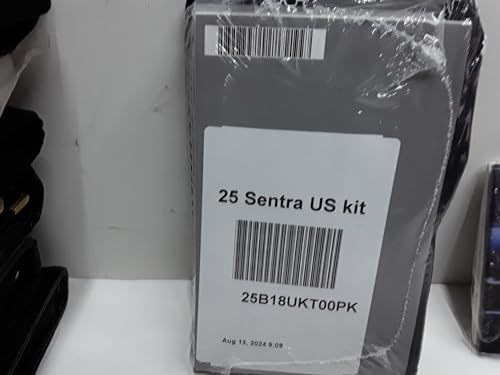 25 Sentra US kit
25B18UKT00PK
Aug 13, 2024 9:09